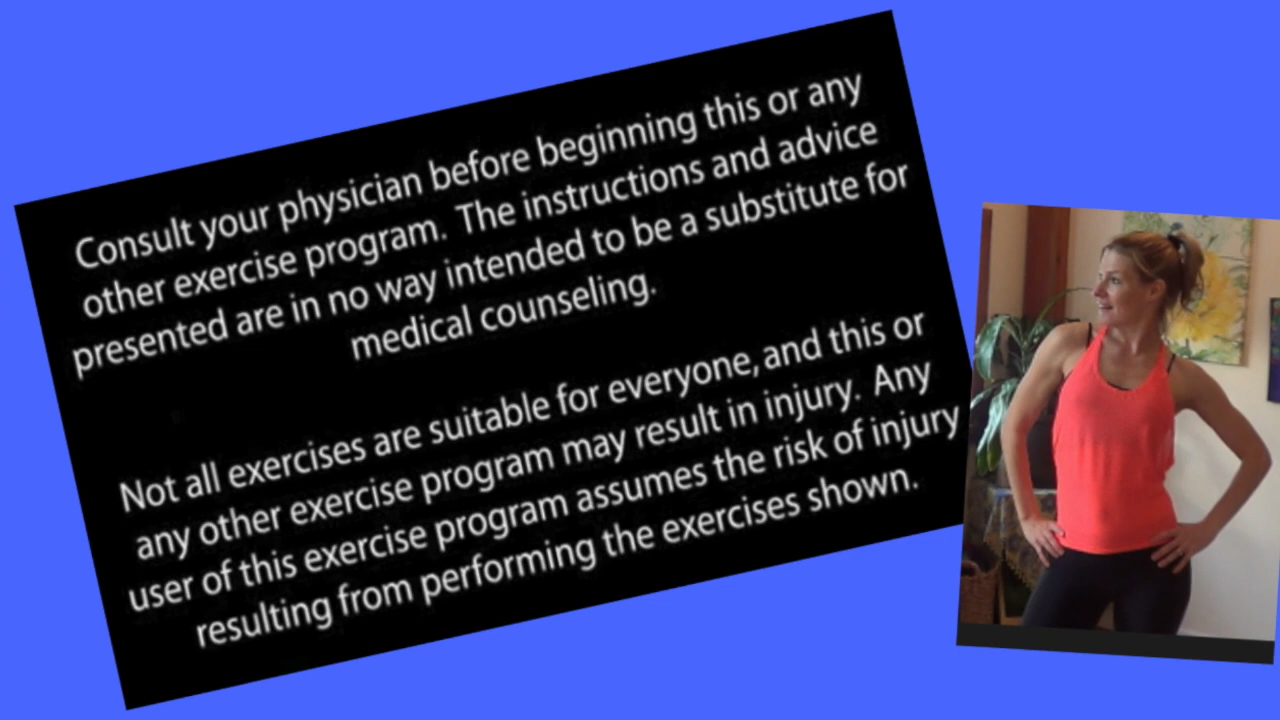 Consult your physician before beginning this or any
other exercise program. The instructions and advice
presented are in no way intended to be a substitute for
medical counseling.
Not all exercises are suitable for everyone, and this or
any other exercise program may result in injury. Any
user of this exercise program assumes the risk of injury
resulting from performing the exercises shown.